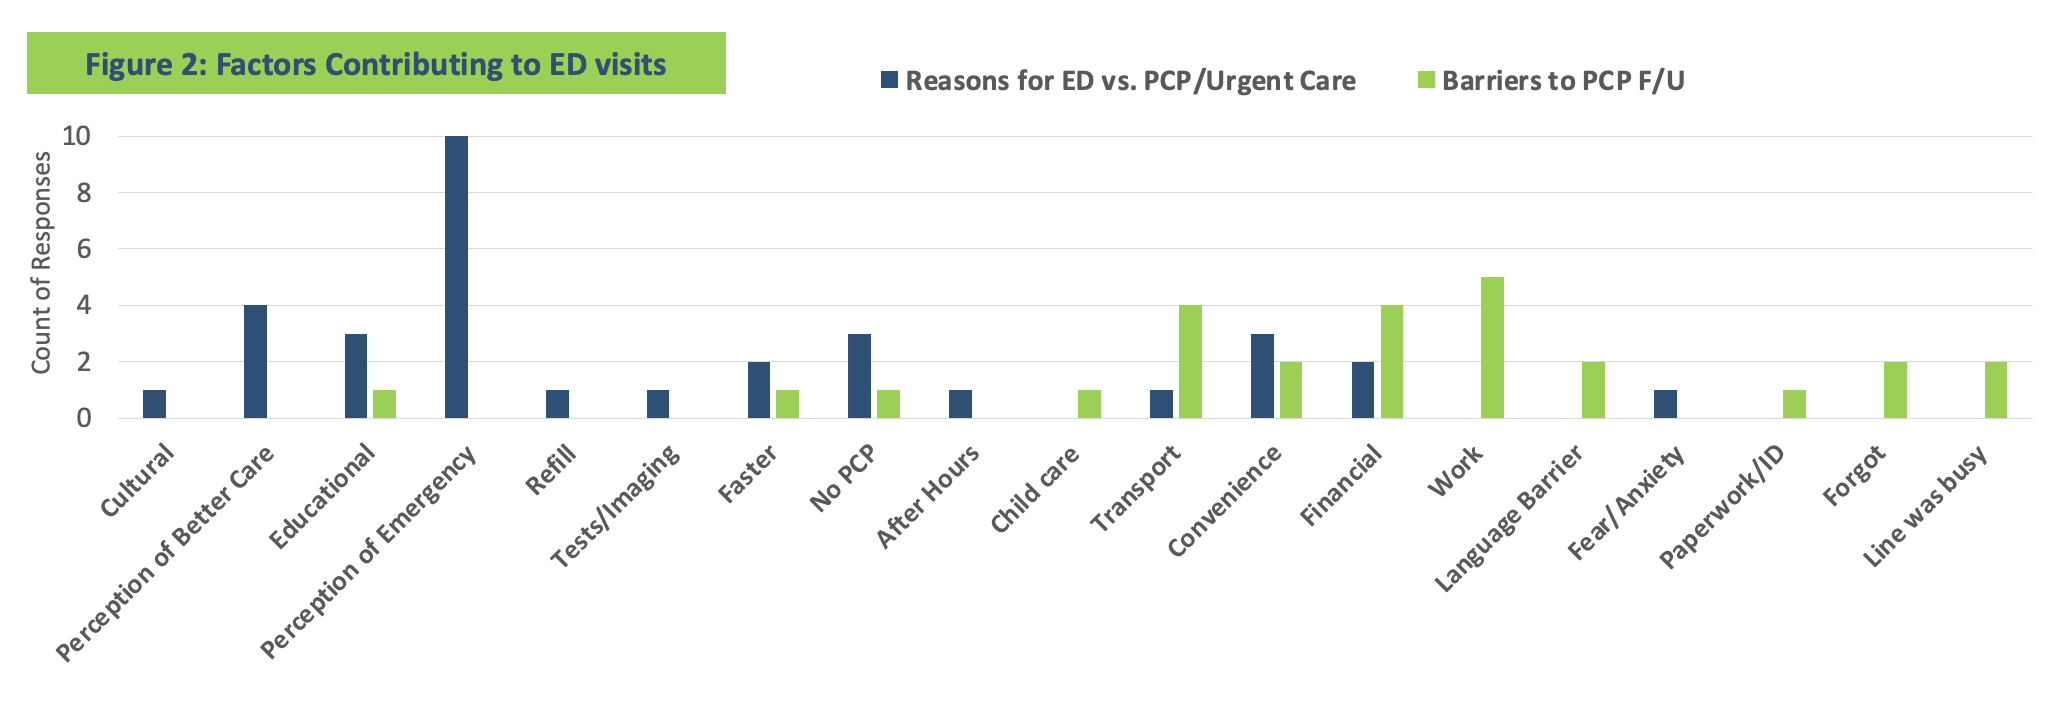 Figure 2: Factors Contributing to ED visits
Reasons for ED vs. PCP/Urgent Care
Barriers to PCP F/U
Count of Responses
10
8
6
4
2
0
Cultural
Perception of Better Care
Educational
Perception of Emergency
Refill
Tests/Imaging
Faster
No PCP
After Hours
Child care
Transport
Convenience
Financial
Work
Language Barrier
Fear/Anxiety
Paperwork/ID
Forgot
Line was busy